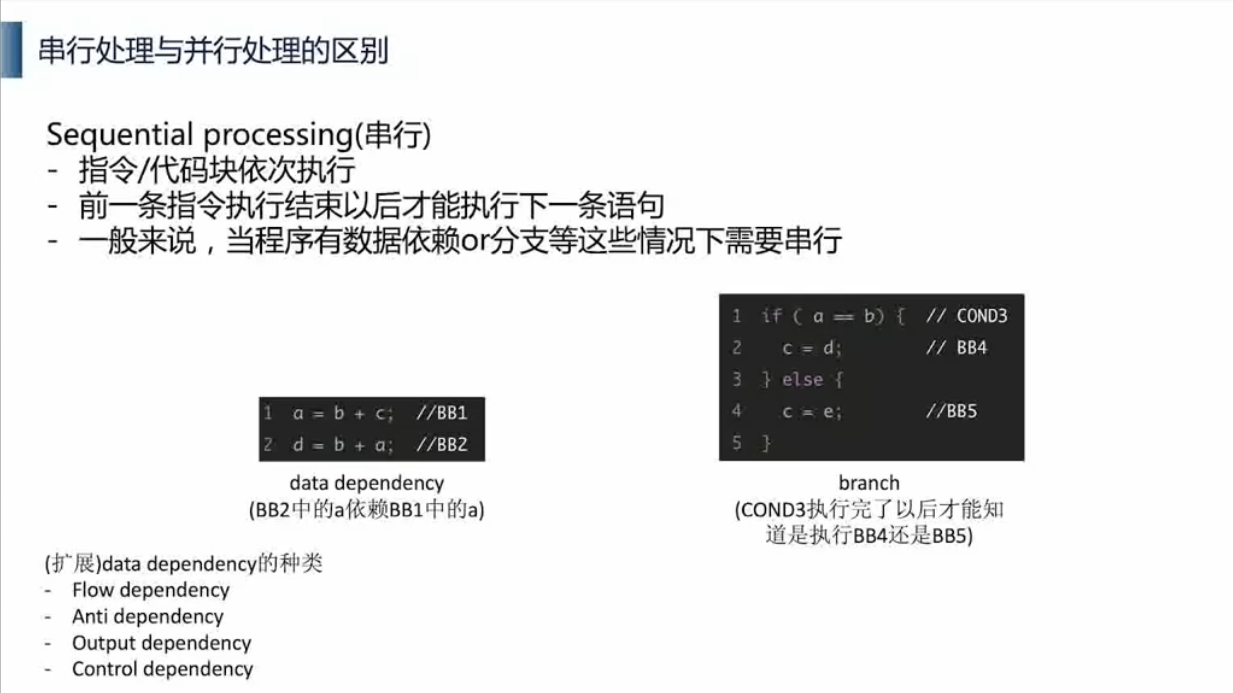 串行处理与并行处理的区别
Sequential processing(串行)
- 指令/代码块依次执行
- 前一条指令执行结束以后才能执行下一条语句
- 一般来说，当程序有数据依赖or分支等这些情况下需要串行
1 a = b + c; //BB1
2 d = b + a; //BB2
data dependency
(BB2中的a依赖BB1中的a)
1 if ( a == b) { // COND3
2 c = d; // BB4
3 } else {
4 c = e; //BB5
5 }
branch
(COND3执行完了以后才能知
道是执行BB4还是BB5)
(扩展)data dependency的种类
- Flow dependency
- Anti dependency
- Output dependency
- Control dependency